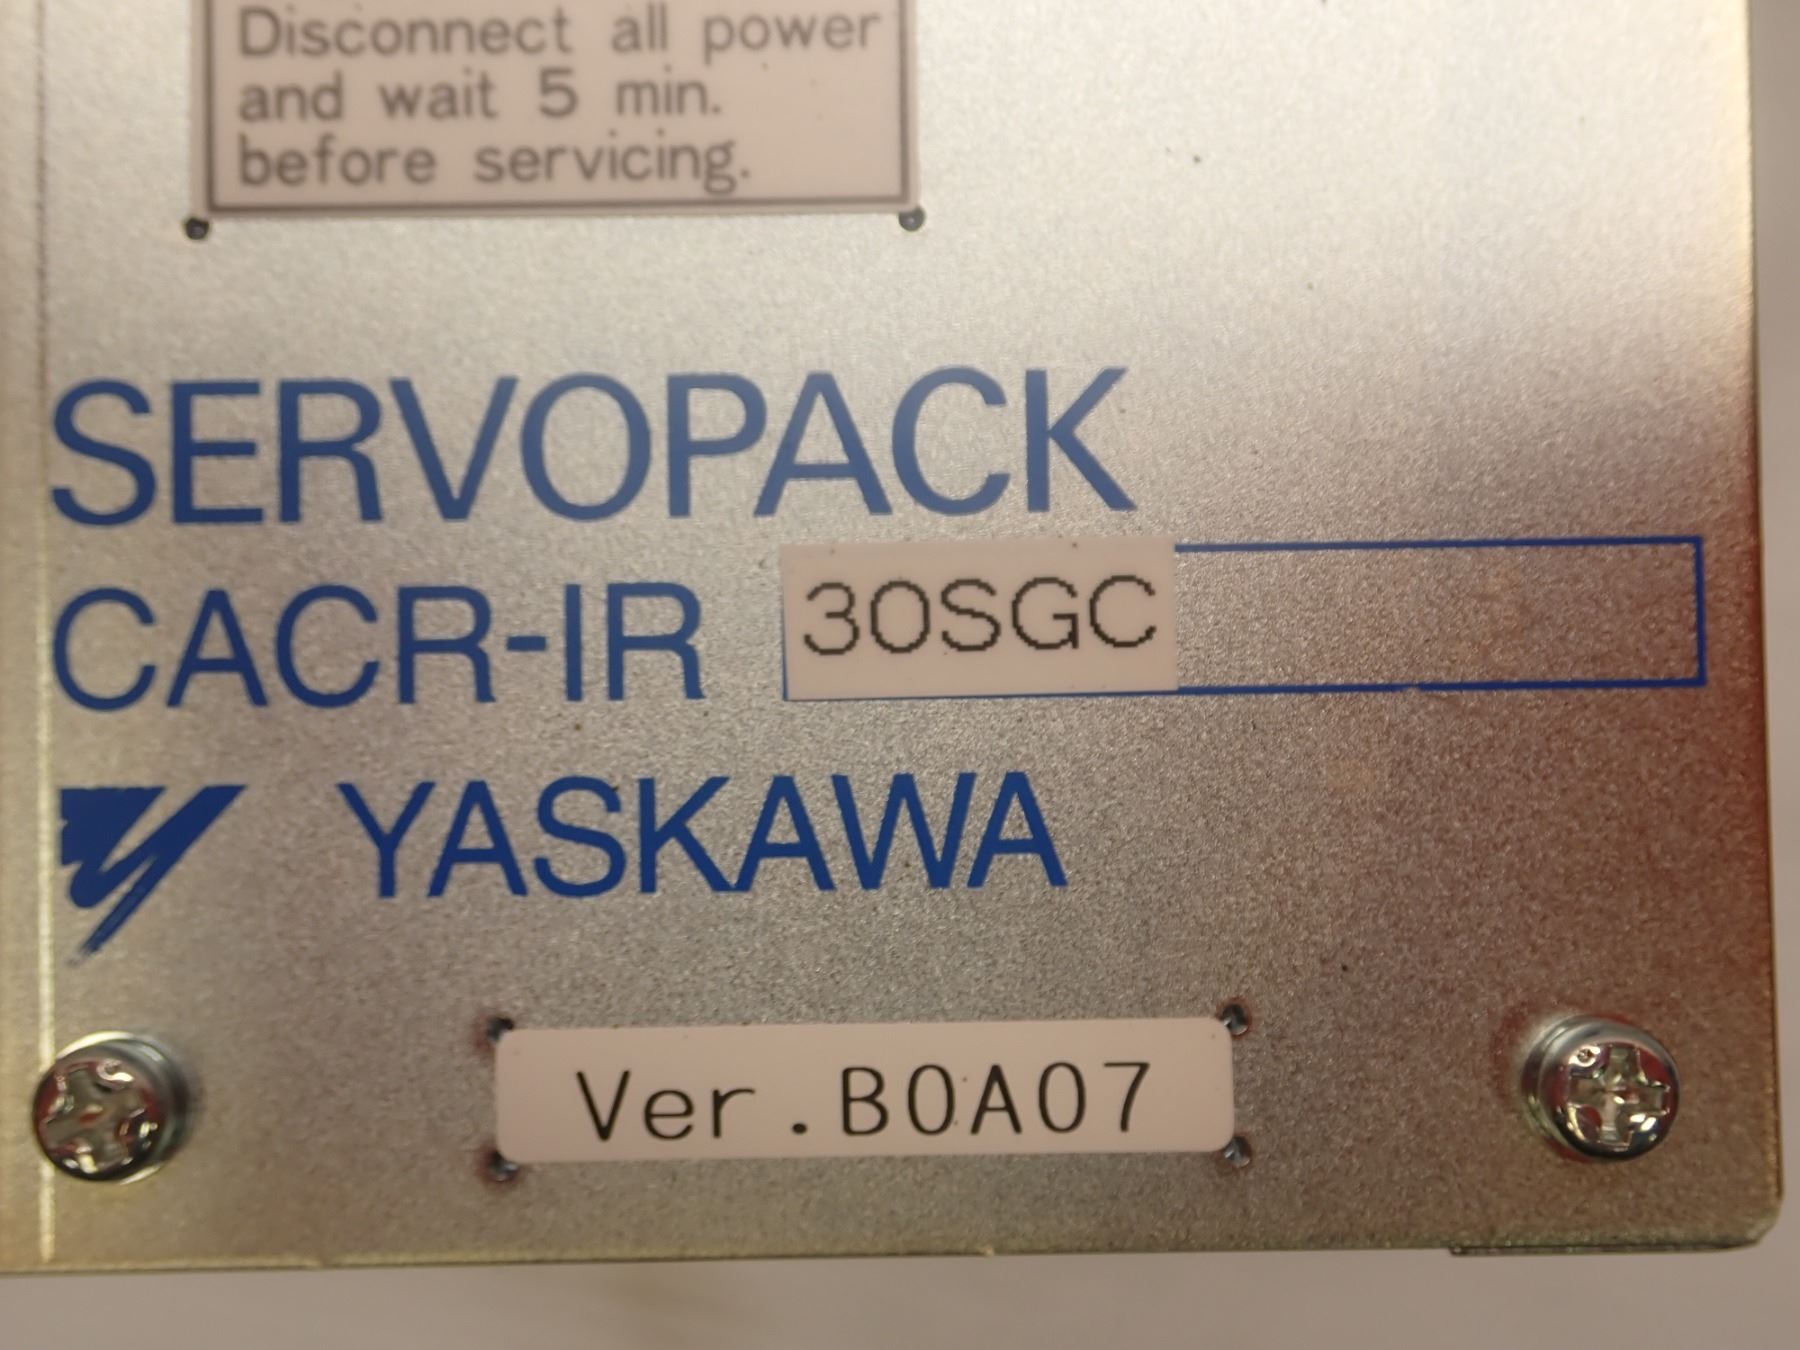 Disconnect all power
and wait 5 min.
before servicing.
SERVOPACK
CACR-IR 30SGC
YASKAWA
Ver.B0A07